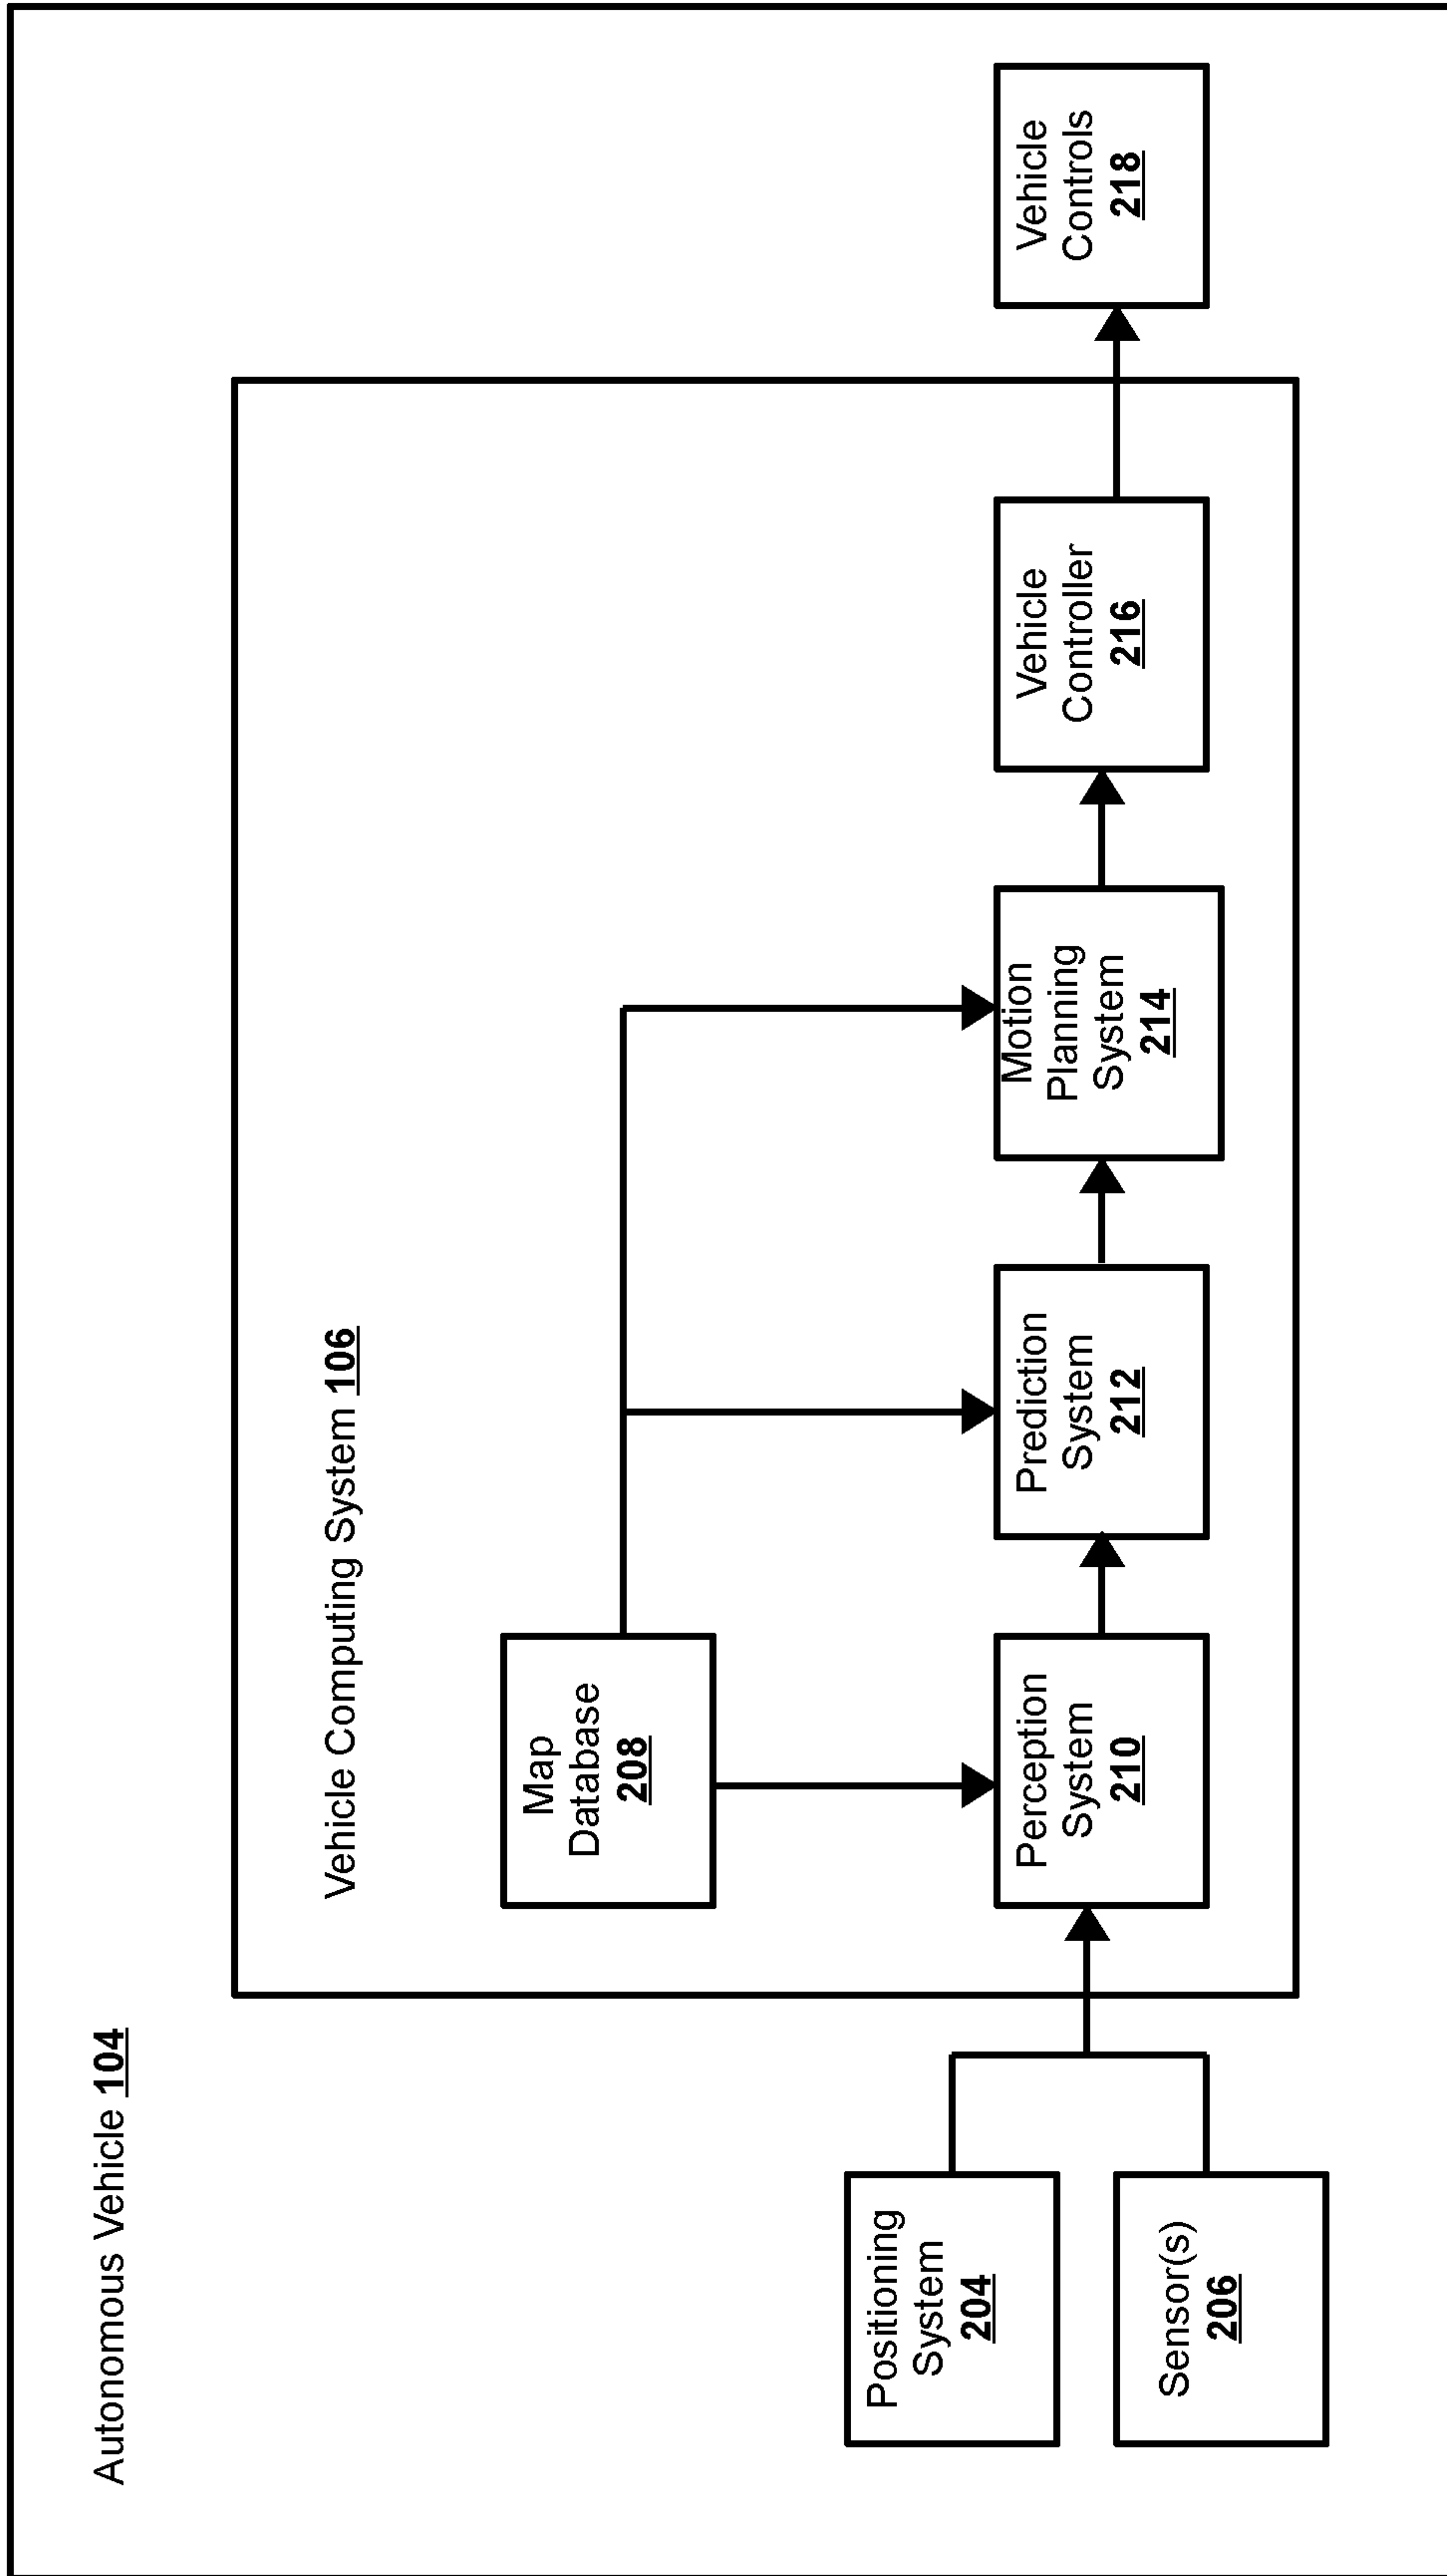 Autonomous Vehicle 104
Vehicle Computing System 106
Map
Database
208
Positioning
System
204
Sensor(s)
206
Perception
System
210
Prediction
System
212
Motion
Planning
System
214
Vehicle
Controller
216
Vehicle
Controls
218